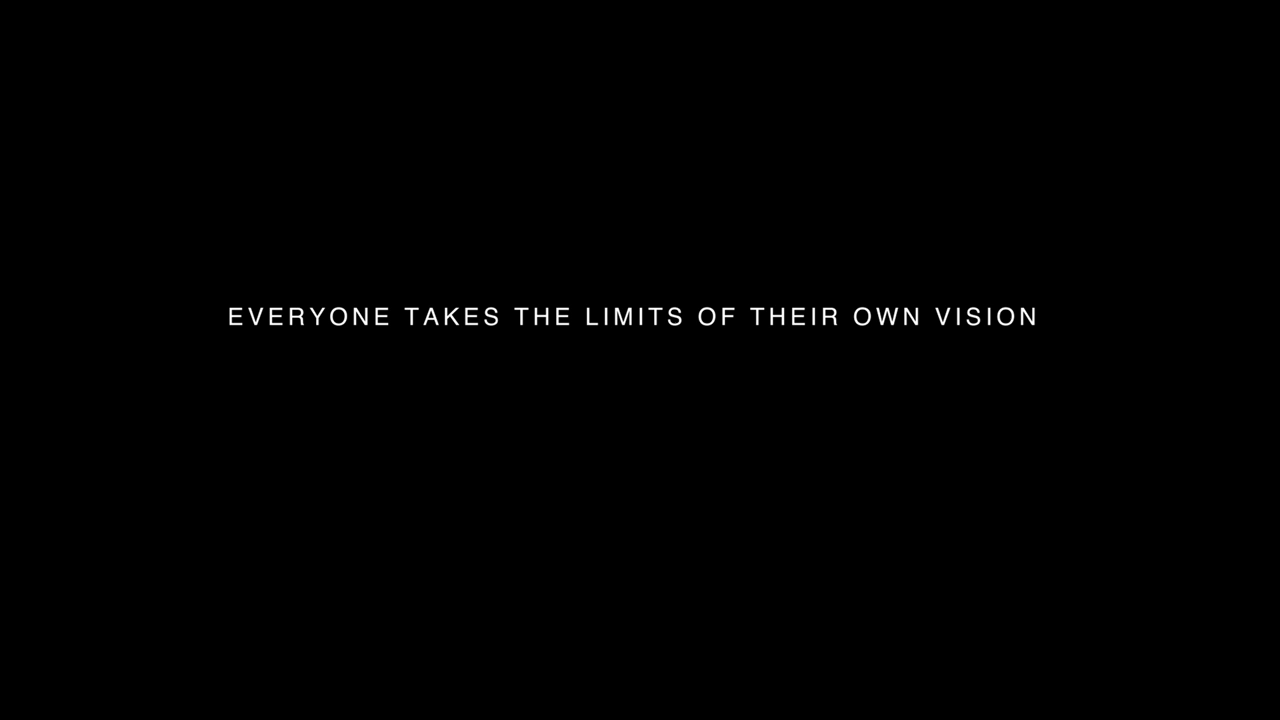 EVERYONE TAKES THE LIMITS OF THEIR OWN VISION